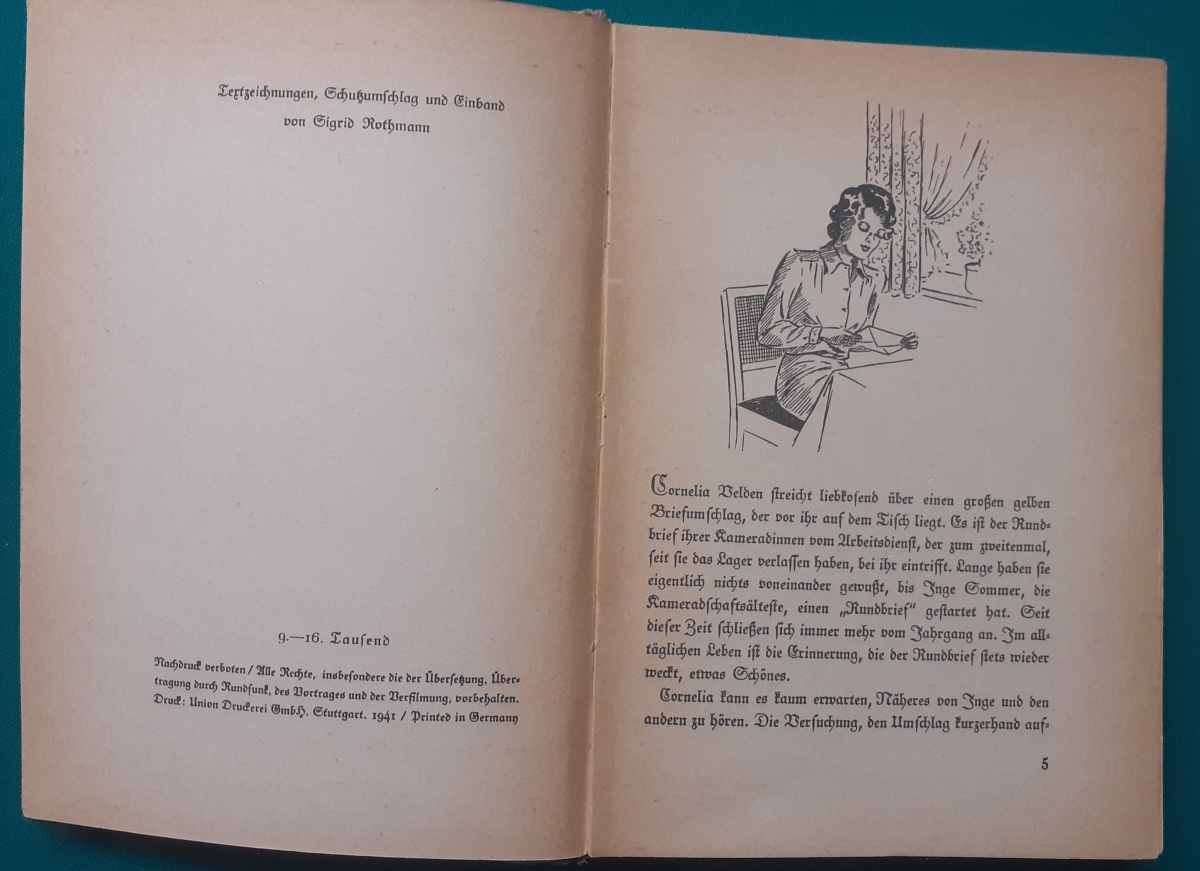 Textzeichnungen, Schutzumschlag und Einband
von Sigrid Rothmann
9.—16. Tausend
Nachdruck verboten / Alle Rechte, insbesondere die der Übersetzung, Über-
tragung durch Rundfunk, des Vortrages und der Verfilmung, vorbehalten.
Druck: Union Druckerei GmbH. Stuttgart. 1941 / Printed in Germany
Cornelia Velden streicht liebkosend über einen großen gelben
Briefumschlag, der vor ihr auf dem Tisch liegt. Es ist der Rund-
brief ihrer Kameradinnen vom Arbeitsdienst, der zum zweitenmal,
seit sie das Lager verlassen haben, bei ihr eintrifft. Lange haben sie
eigentlich nichts voneinander gewußt, bis Inge Sommer, die
Kameradschaftsälteste, einen „Rundbrief“ gestartet hat. Seit
dieser Zeit schließen sich immer mehr vom Jahrgang an. Im all-
täglichen Leben ist die Erinnerung, die der Rundbrief stets wieder
weckt, etwas Schönes.
Cornelia kann es kaum erwarten, Näheres von Inge und den
andern zu hören. Die Versuchung, den Umschlag kurzerhand auf-
5